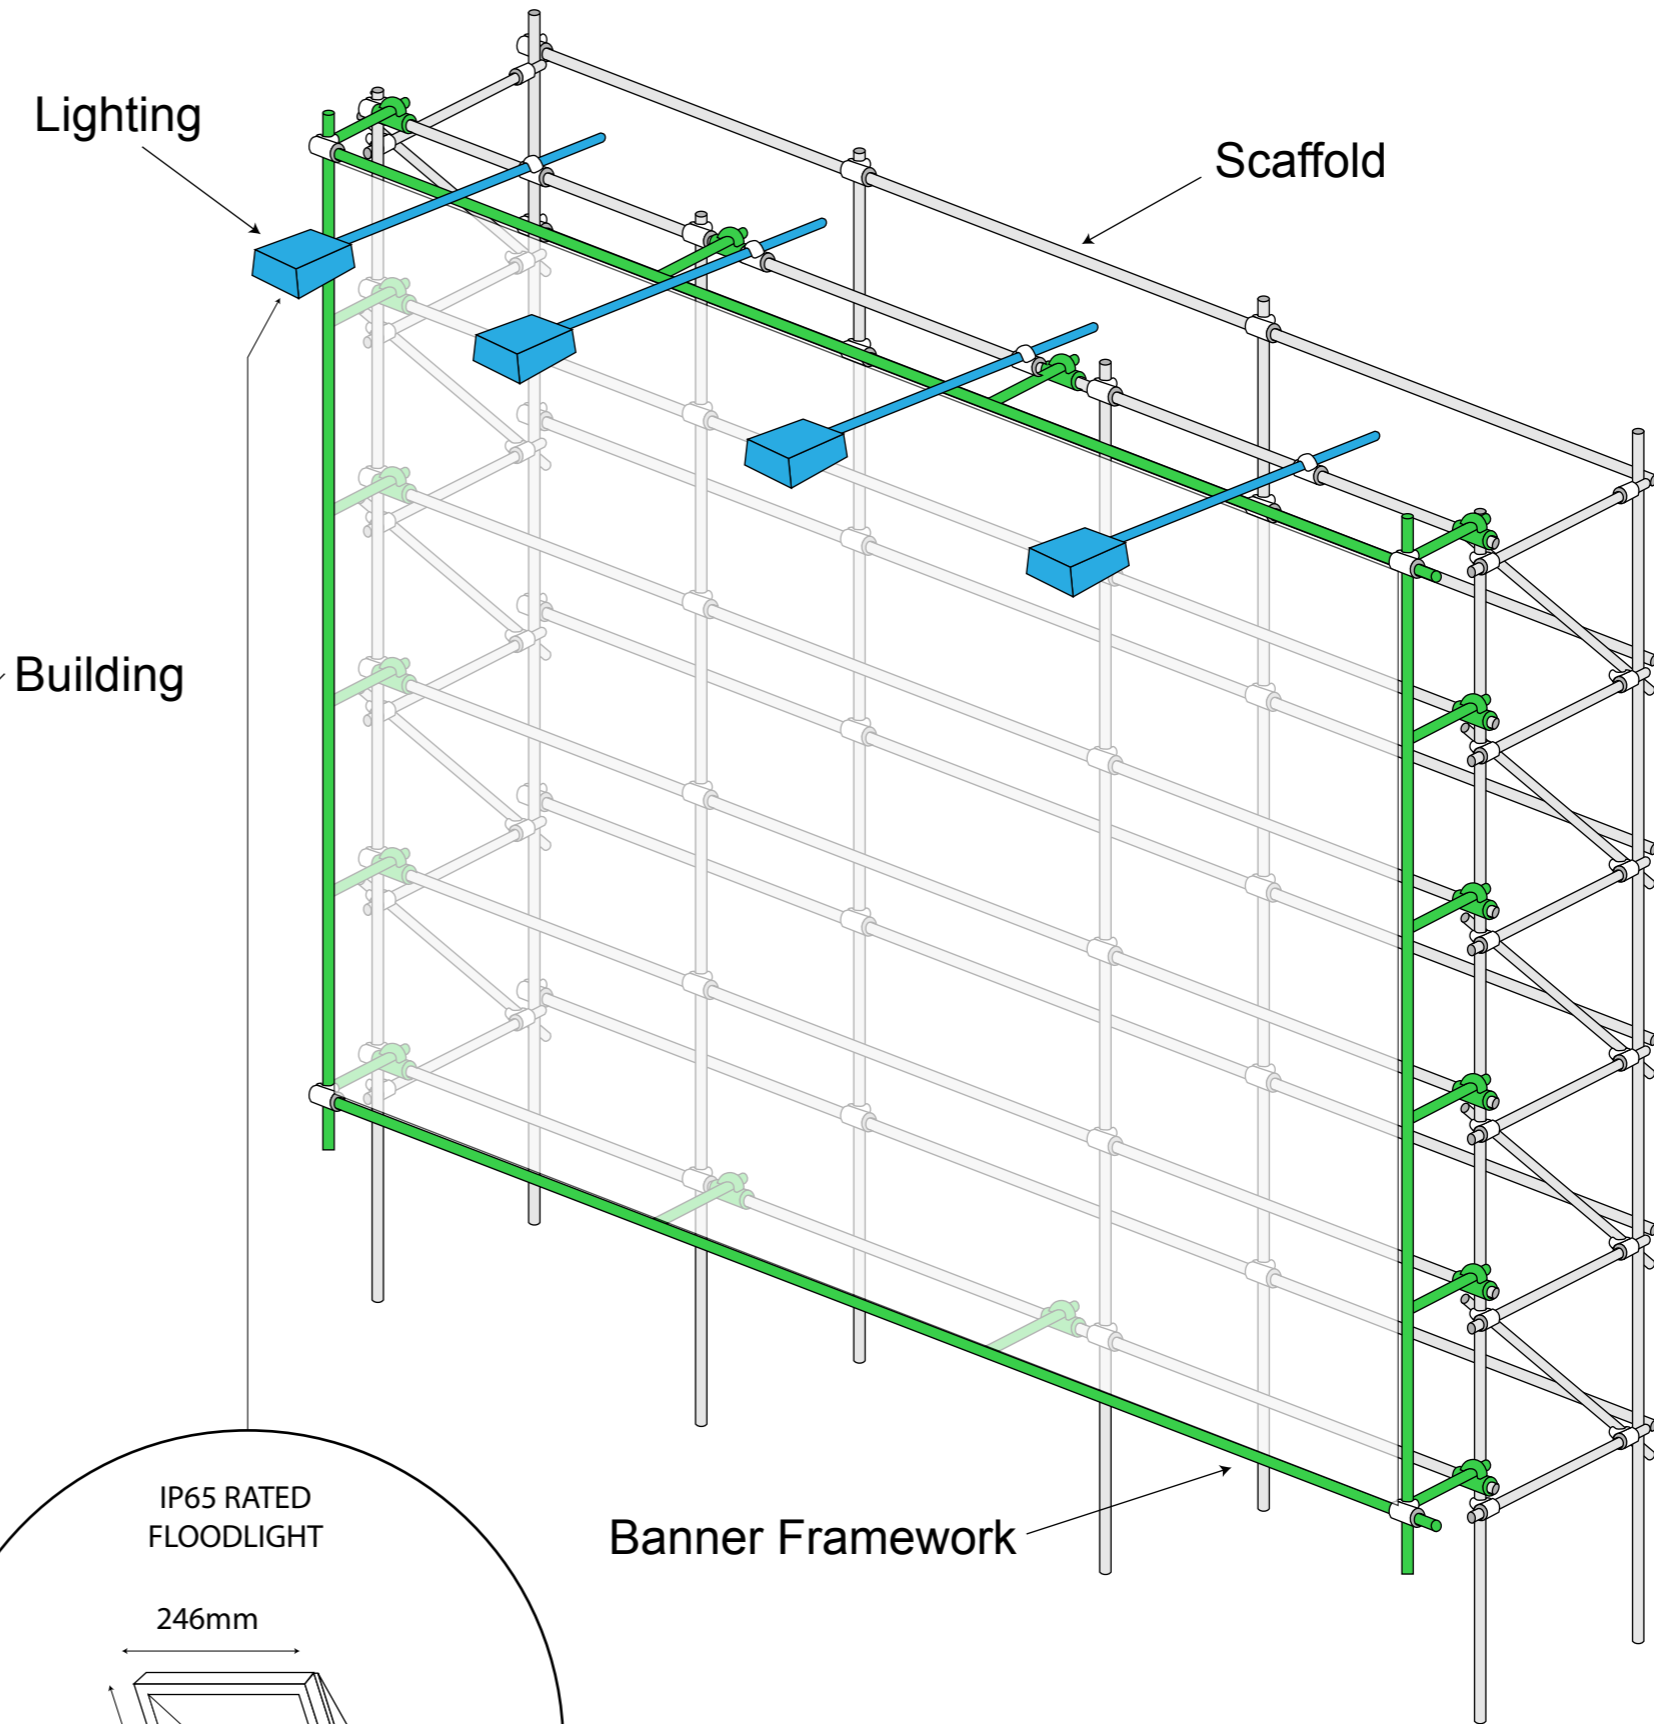 Lighting
Scaffold
Building
Banner Framework
IP65 RATED
FLOODLIGHT
246mm